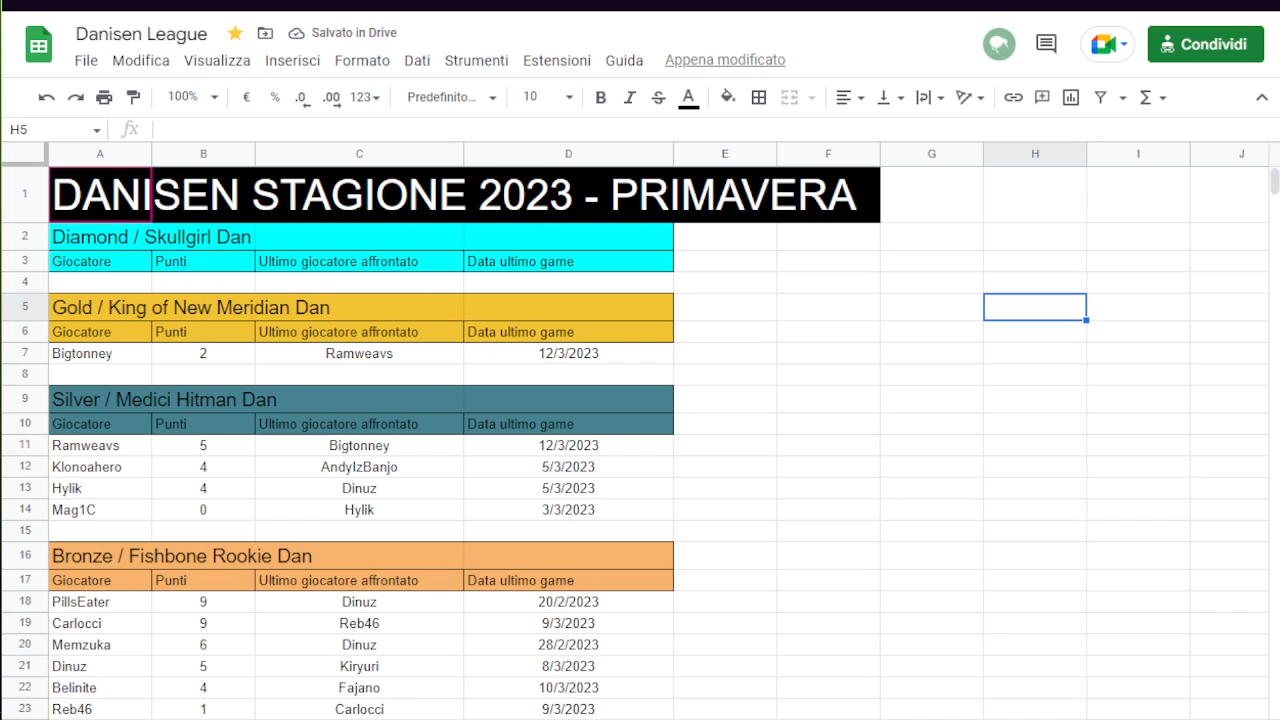 Danisen League Salvato in Drive
File Modifica Visualizza Inserisci Formato Dati Strumenti Estensioni Guida Appena modificato
Condividi
100% € % .0 .00 123 Predefinito... 10 B I S A Σ
H5 fx
A B C D E F G H I J
1 DANISEN STAGIONE 2023 - PRIMAVERA
2 Diamond / Skullgirl Dan
3 Giocatore Punti Ultimo giocatore affrontato Data ultimo game
4
5 Gold / King of New Meridian Dan
6 Giocatore Punti Ultimo giocatore affrontato Data ultimo game
7 Bigtonney 2 Ramweavs 12/3/2023
8
9 Silver / Medici Hitman Dan
10 Giocatore Punti Ultimo giocatore affrontato Data ultimo game
11 Ramweavs 5 Bigtonney 12/3/2023
12 Klonoahero 4 AndyIzBanjo 5/3/2023
13 Hylik 4 Dinuz 5/3/2023
14 Mag1C 0 Hylik 3/3/2023
15
16 Bronze / Fishbone Rookie Dan
17 Giocatore Punti Ultimo giocatore affrontato Data ultimo game
18 PillsEater 9 Dinuz 20/2/2023
19 Carlocci 9 Reb46 9/3/2023
20 Memzuka 6 Dinuz 28/2/2023
21 Dinuz 5 Kiryuri 8/3/2023
22 Belinite 4 Fajano 10/3/2023
23 Reb46 1 Carlocci 9/3/2023